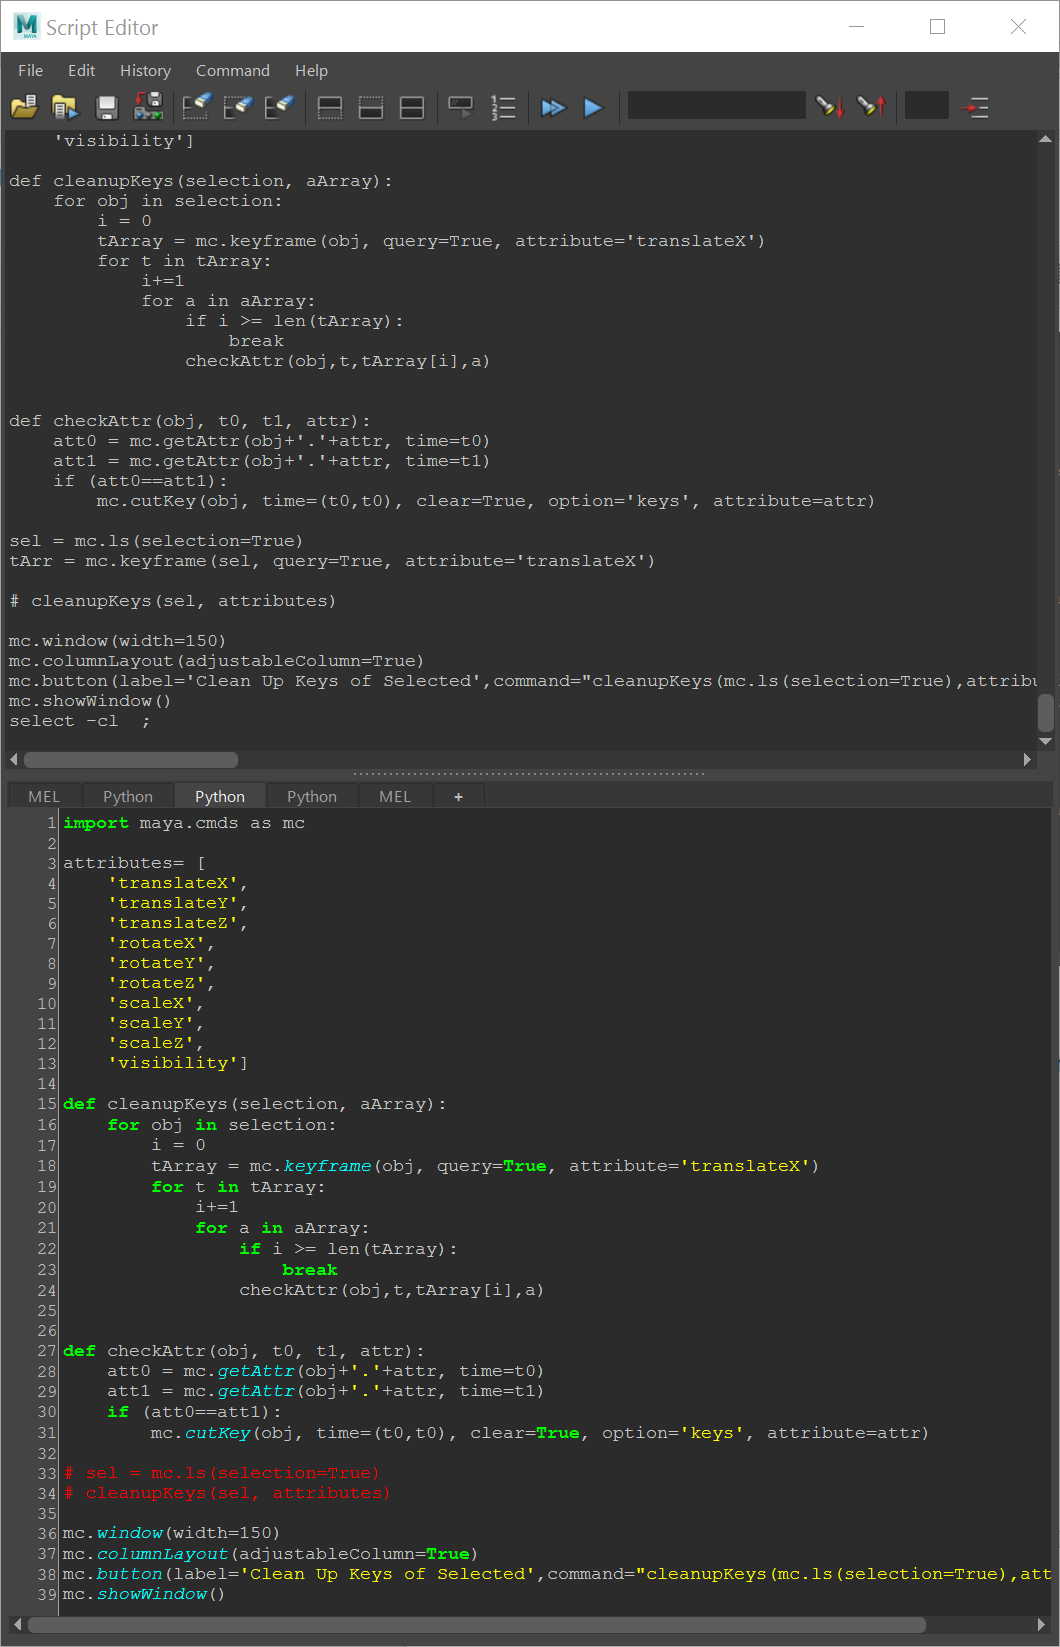 MAYA
Script Editor
File Edit History Command Help
    'visibility']

def cleanupKeys(selection, aArray):
    for obj in selection:
        i = 0
        tArray = mc.keyframe(obj, query=True, attribute='translateX')
        for t in tArray:
            i+=1
            for a in aArray:
                if i >= len(tArray):
                    break
                checkAttr(obj,t,tArray[i],a)


def checkAttr(obj, t0, t1, attr):
    att0 = mc.getAttr(obj+'.'+attr, time=t0)
    att1 = mc.getAttr(obj+'.'+attr, time=t1)
    if (att0==att1):
        mc.cutKey(obj, time=(t0,t0), clear=True, option='keys', attribute=attr)

sel = mc.ls(selection=True)
tArr = mc.keyframe(sel, query=True, attribute='translateX')

# cleanupKeys(sel, attributes)

mc.window(width=150)
mc.columnLayout(adjustableColumn=True)
mc.button(label='Clean Up Keys of Selected',command="cleanupKeys(mc.ls(selection=True),attribu
mc.showWindow()
select -cl  ;
MEL Python Python Python MEL +
1 import maya.cmds as mc
2
3 attributes= [
4     'translateX',
5     'translateY',
6     'translateZ',
7     'rotateX',
8     'rotateY',
9     'rotateZ',
10     'scaleX',
11     'scaleY',
12     'scaleZ',
13     'visibility']
14
15 def cleanupKeys(selection, aArray):
16     for obj in selection:
17         i = 0
18         tArray = mc.keyframe(obj, query=True, attribute='translateX')
19         for t in tArray:
20             i+=1
21             for a in aArray:
22                 if i >= len(tArray):
23                     break
24                 checkAttr(obj,t,tArray[i],a)
25
26
27 def checkAttr(obj, t0, t1, attr):
28     att0 = mc.getAttr(obj+'.'+attr, time=t0)
29     att1 = mc.getAttr(obj+'.'+attr, time=t1)
30     if (att0==att1):
31         mc.cutKey(obj, time=(t0,t0), clear=True, option='keys', attribute=attr)
32
33 # sel = mc.ls(selection=True)
34 # cleanupKeys(sel, attributes)
35
36 mc.window(width=150)
37 mc.columnLayout(adjustableColumn=True)
38 mc.button(label='Clean Up Keys of Selected',command="cleanupKeys(mc.ls(selection=True),att
39 mc.showWindow()